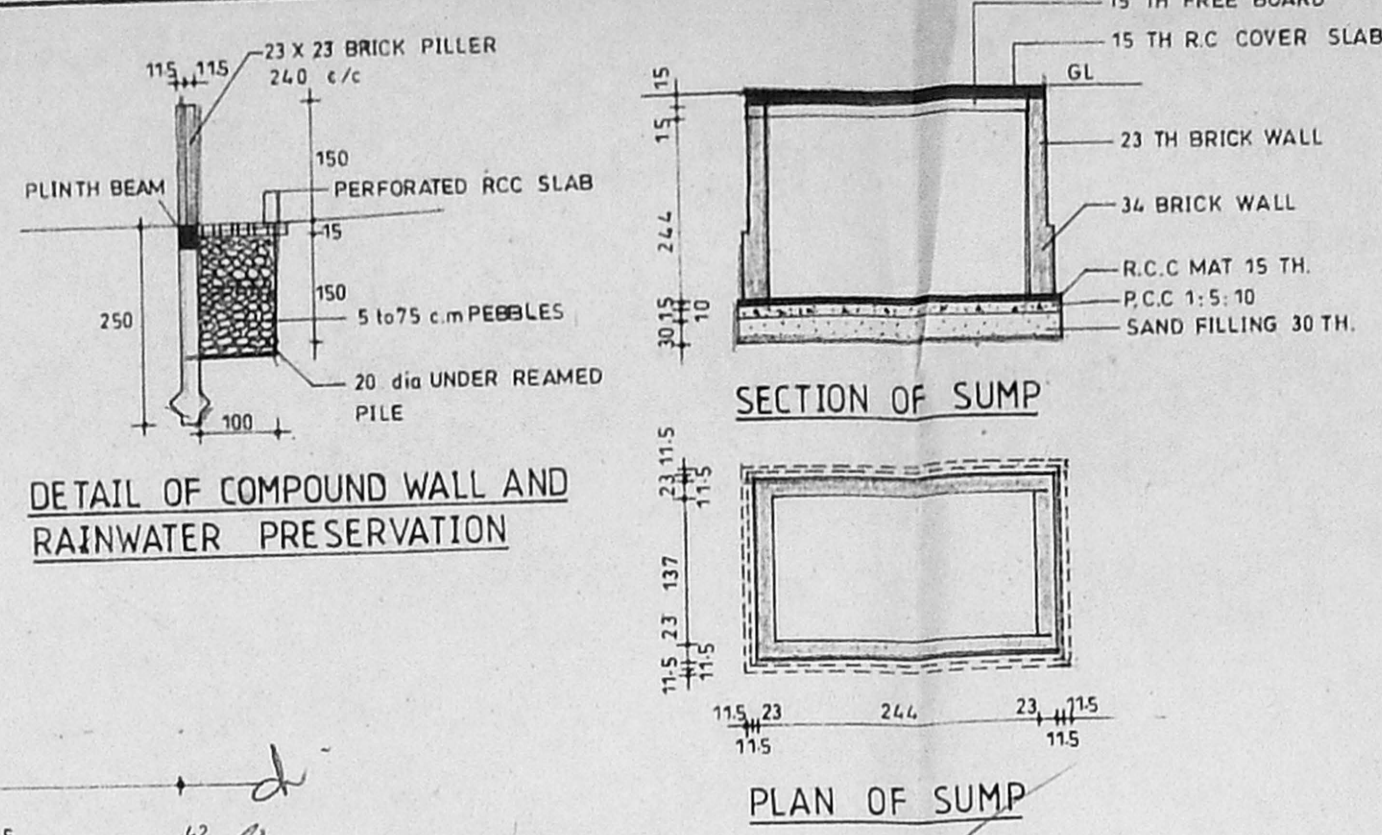 23 X 23 BRICK PILLER
240 c/c
11.5 11.5
150
PLINTH BEAM
PERFORATED RCC SLAB
15
150
250
5 to75 c.m PEBBLES
20 dia UNDER REAMED
PILE
100
DETAIL OF COMPOUND WALL AND
RAINWATER PRESERVATION
15 TH FREE BOARD
15 TH R.C COVER SLAB
GL
15
15
23 TH BRICK WALL
34 BRICK WALL
244
R.C.C MAT 15 TH.
15
P.C.C 1:5:10
10
SAND FILLING 30 TH.
30
SECTION OF SUMP
11.5
11.5
23
137
23
11.5
11.5
11.5 23 244 23 11.5
11.5 11.5
PLAN OF SUMP